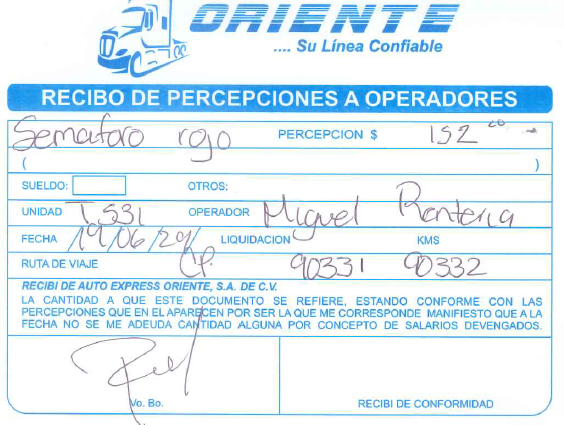 ORIENTE
.... Su Línea Confiable
RECIBO DE PERCEPCIONES A OPERADORES
Semaforo rojo PERCEPCION $ 152 00
( )
SUELDO: OTROS:
UNIDAD T 531 OPERADOR Miguel Renteria
FECHA 19/06/24 LIQUIDACION KMS
RUTA DE VIAJE CP. 90331 90332
RECIBI DE AUTO EXPRESS ORIENTE, S.A. DE C.V.
LA CANTIDAD A QUE ESTE DOCUMENTO SE REFIERE, ESTANDO CONFORME CON LAS
PERCEPCIONES QUE EN EL APARECEN POR SER LA QUE ME CORRESPONDE MANIFIESTO QUE A LA
FECHA NO SE ME ADEUDA CANTIDAD ALGUNA POR CONCEPTO DE SALARIOS DEVENGADOS.
Vo. Bo. RECIBI DE CONFORMIDAD